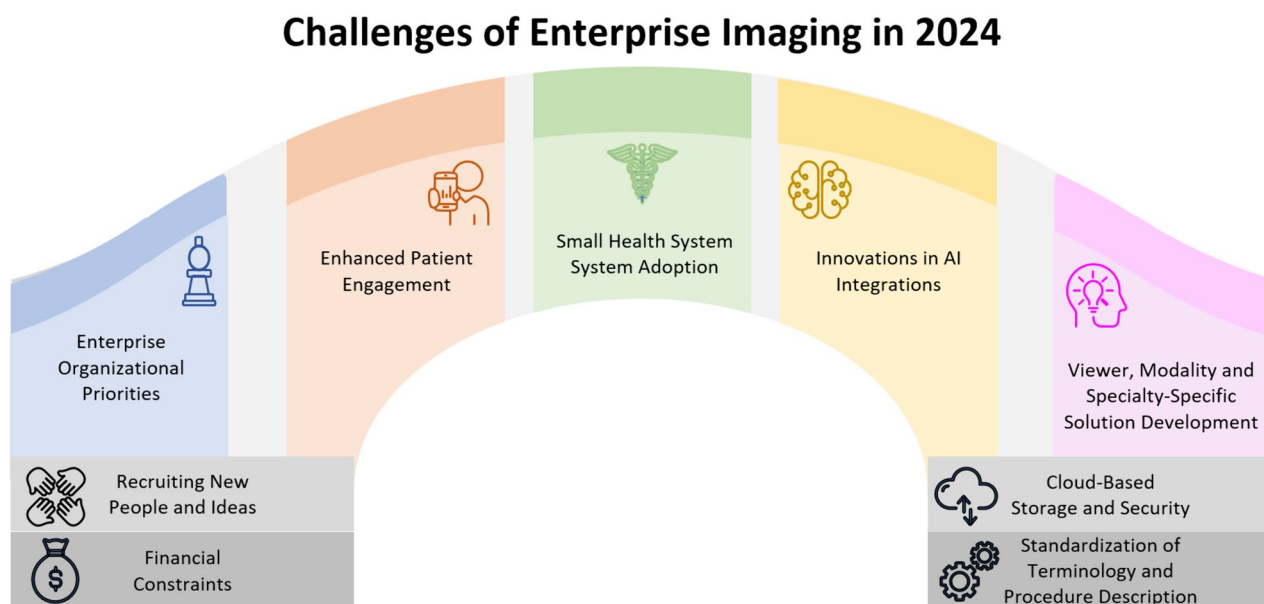 Challenges of Enterprise Imaging in 2024
Enterprise
Organizational
Priorities
Enhanced Patient
Engagement
Small Health System
System Adoption
Innovations in AI
Integrations
Viewer, Modality and
Specialty-Specific
Solution Development
Recruiting New
People and Ideas
$
Financial
Constraints
Cloud-Based
Storage and Security
Standardization of
Terminology and
Procedure Description